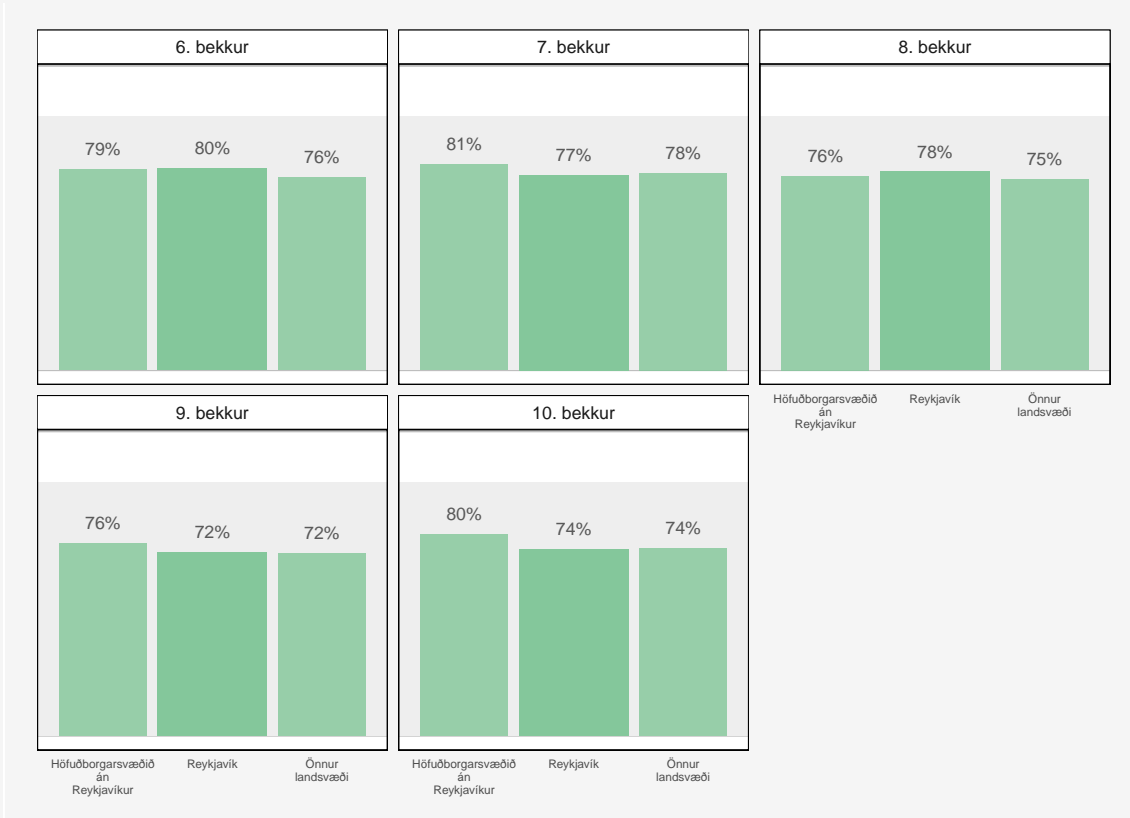 6. bekkur
79%
80%
76%
7. bekkur
81%
77%
78%
8. bekkur
76%
78%
75%
Höfuðborgarsvæðið
án
Reykjavíkur
Reykjavík
Önnur
landsvæði
9. bekkur
76%
72%
72%
Höfuðborgarsvæðið
án
Reykjavíkur
Reykjavík
Önnur
landsvæði
10. bekkur
80%
74%
74%
Höfuðborgarsvæðið
án
Reykjavíkur
Reykjavík
Önnur
landsvæði